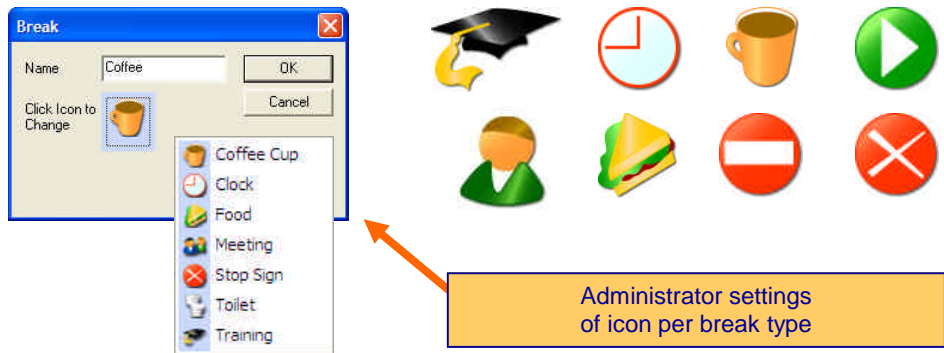 Break
Name
Coffee
OK
Click Icon to
Change
Cancel
Coffee Cup
Clock
Food
Meeting
Stop Sign
Toilet
Training
Administrator settings
of icon per break type